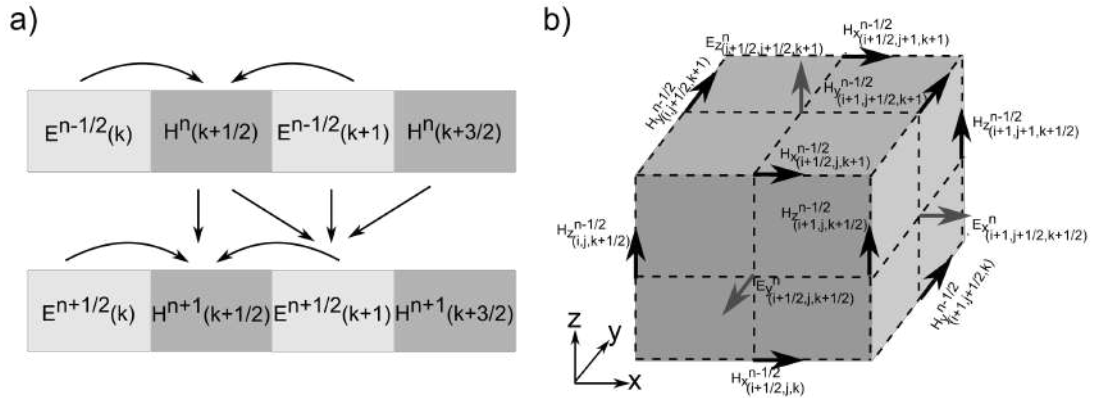 a)
E^n-1/2(k) H^n(k+1/2) E^n-1/2(k+1) H^n(k+3/2)
E^n+1/2(k) H^n+1(k+1/2) E^n+1/2(k+1) H^n+1(k+3/2)
b)
Hx^n-1/2(i+1/2,j+1,k+1)
Ez^n(i+1/2,j+1/2,k+1)
Hy^n-1/2(i,j+1/2,k+1)
Hy^n-1/2(i+1,j+1/2,k+1)
Hz^n-1/2(i+1,j+1,k+1/2)
Hx^n-1/2(i+1/2,j,k+1)
Hz^n-1/2(i,j,k+1/2)
Hz^n-1/2(i+1,j,k+1/2)
Ex^n(i+1,j+1/2,k+1/2)
Ey^n(i+1/2,j,k+1/2)
Hy^n-1/2(i+1,j+1/2,k)
Hx^n-1/2(i+1/2,j,k)
z
y
x